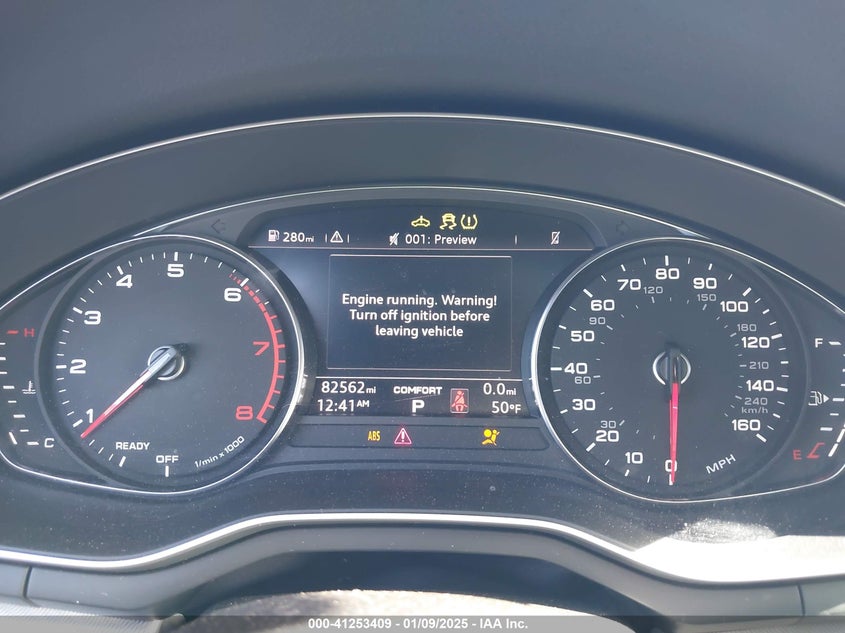 280mi
001: Preview
Engine running. Warning!
Turn off ignition before
leaving vehicle
82562mi COMFORT 0.0mi
12:41AM P 50°F
ABS
H
C
1 2 3 4 5 6 7 8
READY OFF 1/min x 1000
0 10 20 30 40 50 60 70 80 90 100 120 140 160
30 60 90 120 150 180 210 240
km/h
MPH
F
E
000-41253409 - 01/09/2025 - © IAA Inc.